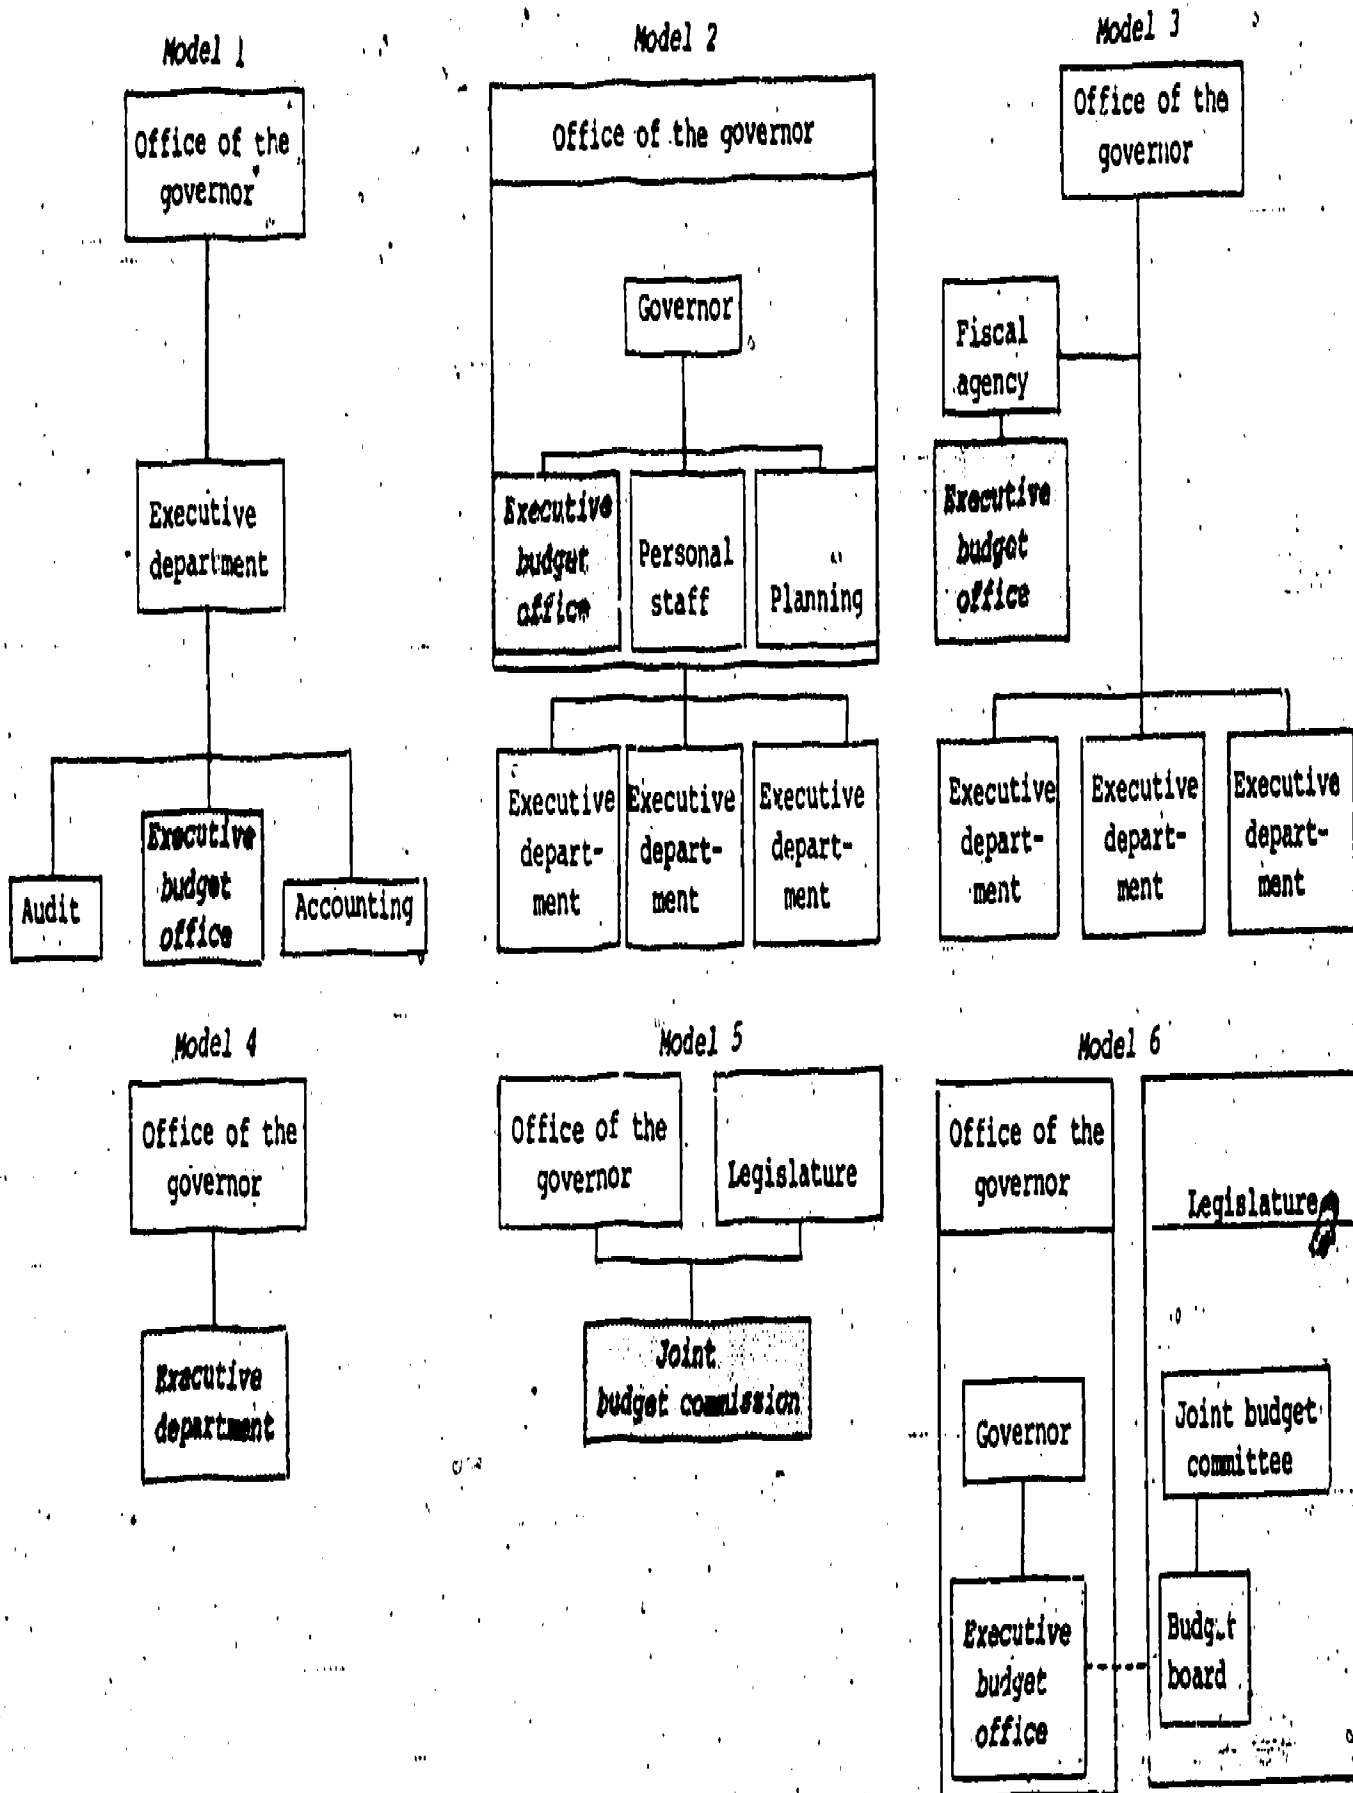 Model 1
Office of the
governor
Executive
department
Audit
Executive
budget
office
Accounting
Model 2
Office of the governor
Governor
Executive
budget
office
Personal
staff
Planning
Executive
depart-
ment
Executive
depart-
ment
Executive
depart-
ment
Model 3
Office of the
governor
Fiscal
agency
Executive
budget
office
Executive
depart-
ment
Executive
depart-
ment
Executive
depart-
ment
Model 4
Office of the
governor
Executive
department
Model 5
Office of the
governor
Legislature
Joint
budget commission
Model 6
Office of the
governor
Governor
Executive
budget
office
Legislature
Joint budget
committee
Budget
board